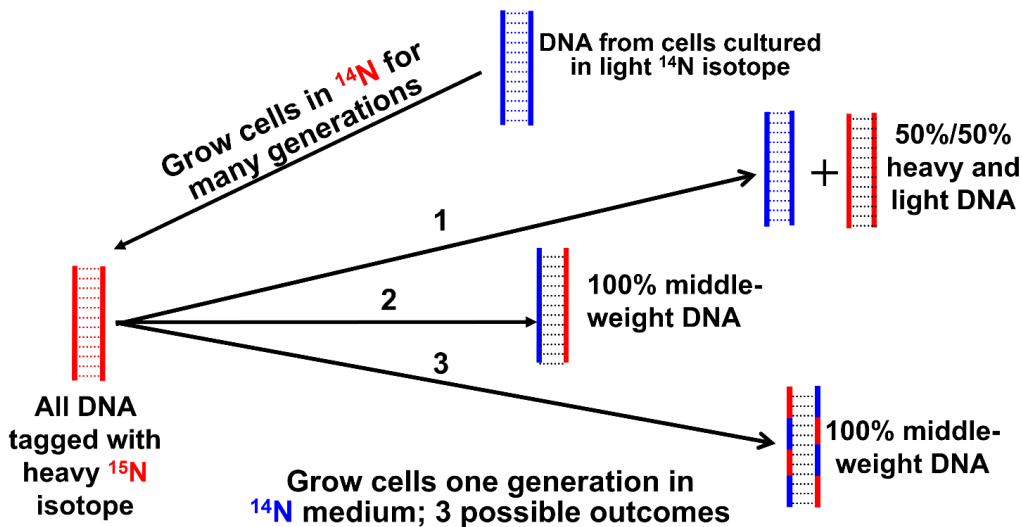 DNA from cells cultured
in light ¹⁴N isotope
Grow cells in ¹⁴N for
many generations
50%/50%
heavy and
light DNA
+
1
2
3
100% middle-
weight DNA
100% middle-
weight DNA
All DNA
tagged with
heavy ¹⁵N
isotope
Grow cells one generation in
¹⁴N medium; 3 possible outcomes